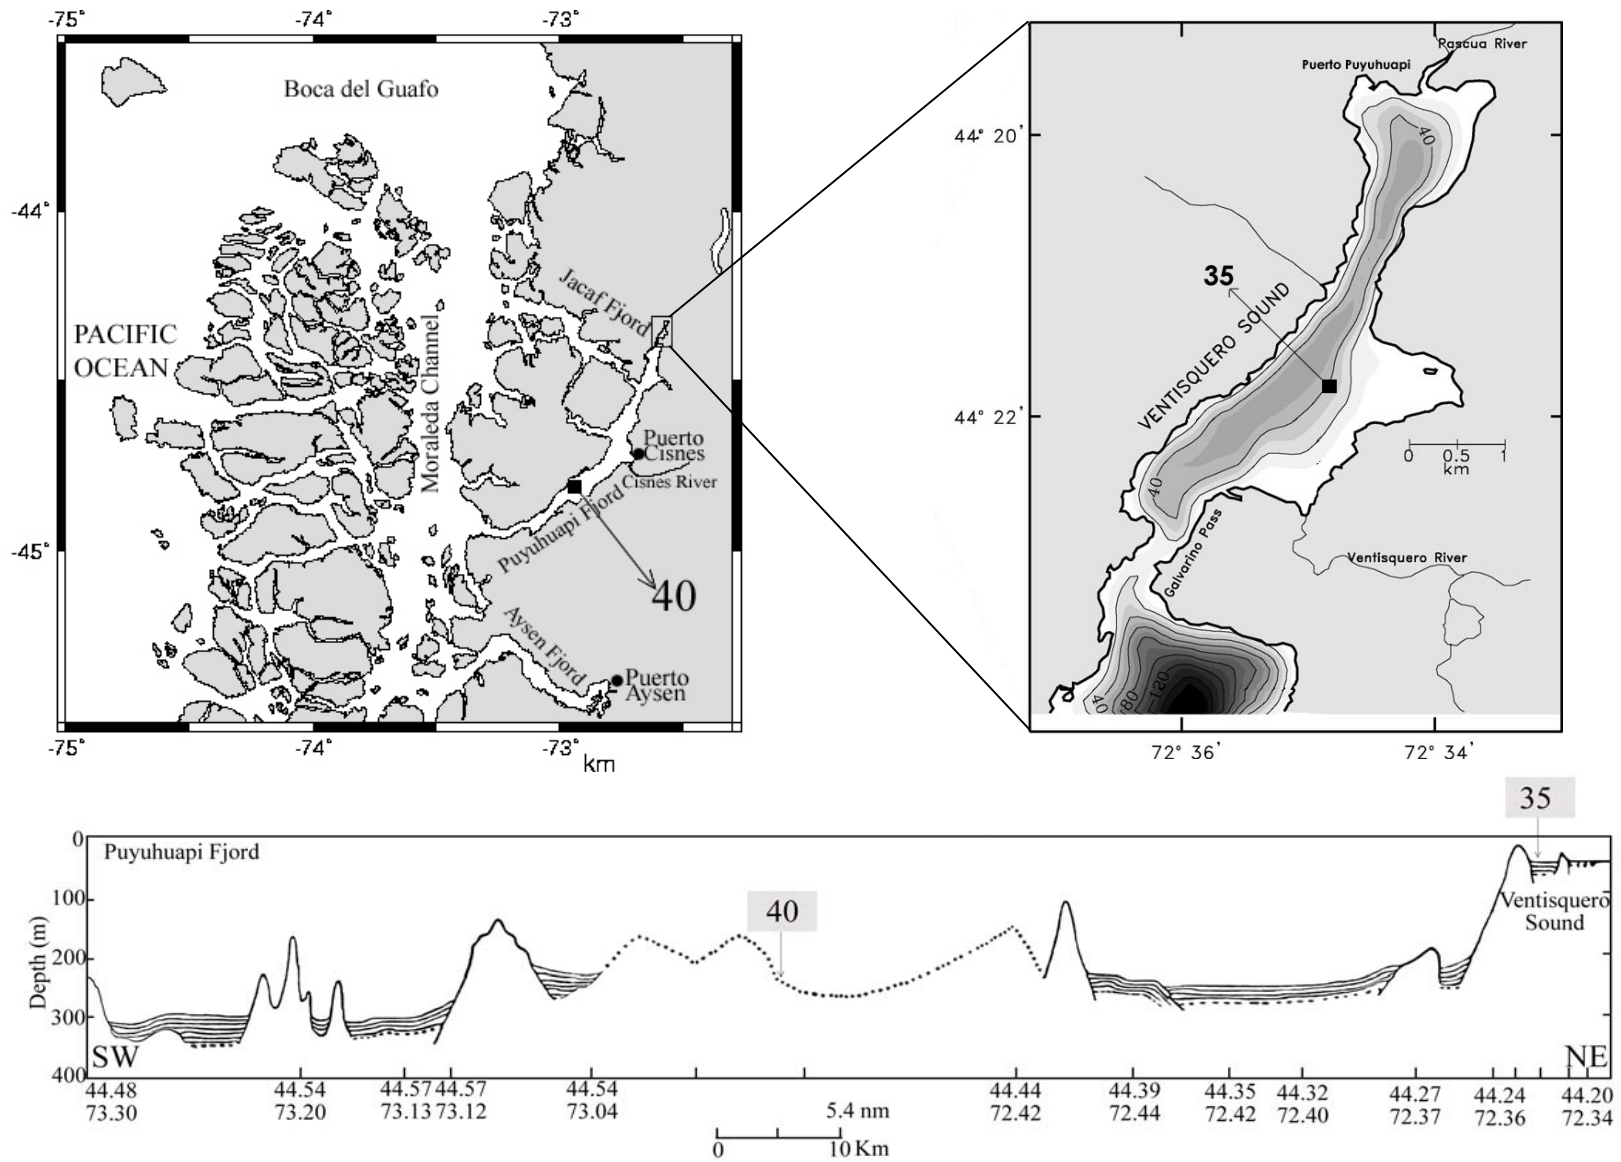 -75°
-74°
-73°
Boca del Guafo
-44°
Jacaf Fjord
PACIFIC
OCEAN
Moraleda Channel
Puerto
Cisnes
Cisnes River
Puyuhuapi Fjord
-45°
40
Aysen Fjord
Puerto
Aysen
-75°
-74°
-73°
km
Pascua River
Puerto Puyuhuapi
44° 20'
40
35
VENTISQUERO SOUND
44° 22'
0 0.5 1
km
40
Galvarino Pass
Ventisquero River
40
80
120
72° 36'
72° 34'
35
0
Puyuhuapi Fjord
100
40
Ventisquero
Sound
200
Depth (m)
300
SW
NE
400
44.48 44.54 44.57 44.57 44.54 44.44 44.39 44.35 44.32 44.27 44.24 44.20
73.30 73.20 73.13 73.12 73.04 5.4 nm 72.42 72.44 72.42 72.40 72.37 72.36 72.34
0 10 Km